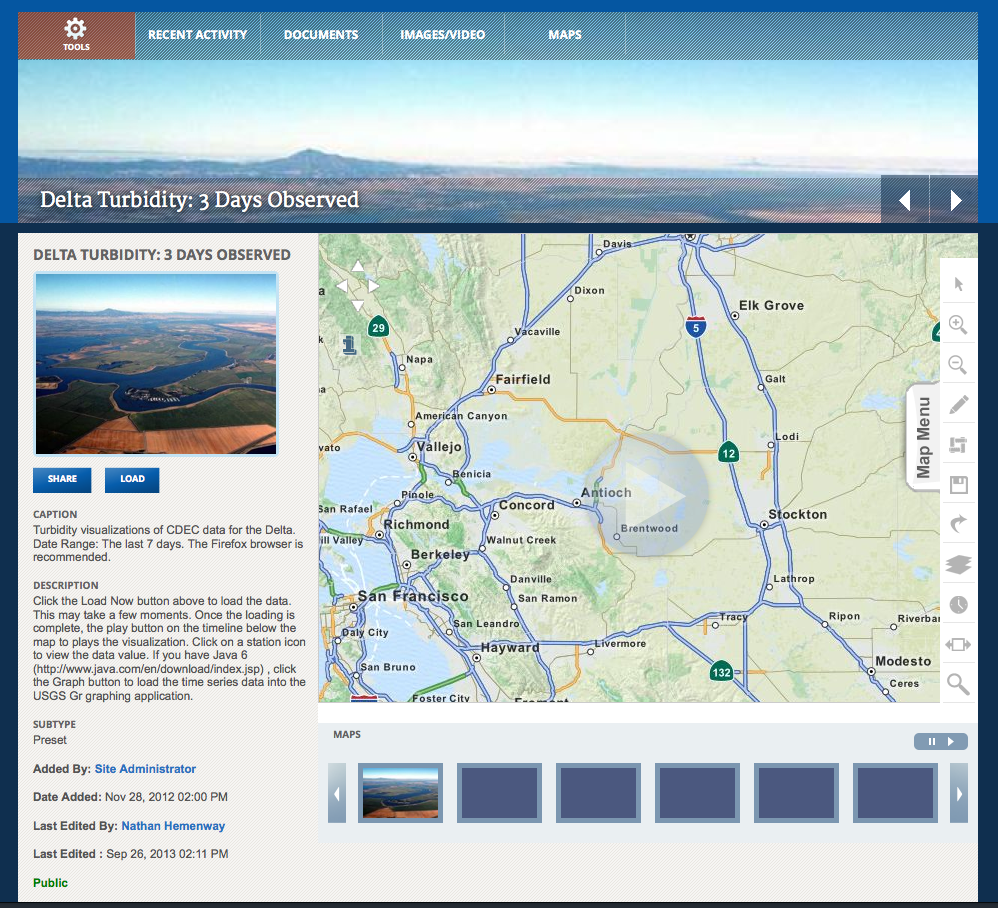 TOOLS
RECENT ACTIVITY
DOCUMENTS
IMAGES/VIDEO
MAPS
Delta Turbidity: 3 Days Observed
DELTA TURBIDITY: 3 DAYS OBSERVED
SHARE
LOAD
CAPTION
Turbidity visualizations of CDEC data for the Delta.
Date Range: The last 7 days. The Firefox browser is
recommended.
DESCRIPTION
Click the Load Now button above to load the data.
This may take a few moments. Once the loading is
complete, the play button on the timeline below the
map to plays the visualization. Click on a station icon
to view the data value. If you have Java 6
(http://www.java.com/en/download/index.jsp) , click
the Graph button to load the time series data into the
USGS Gr graphing application.
SUBTYPE
Preset
Added By: Site Administrator
Date Added: Nov 28, 2012 02:00 PM
Last Edited By: Nathan Hemenway
Last Edited : Sep 26, 2013 02:11 PM
Public
Davis
Dixon
a
Elk Grove
29
5
Vacaville
k
Napa
Fairfield
Galt
a
American Canyon
Map Menu
Lodi
vato
Vallejo
12
Benicia
Pinole
Antioch
San Rafael
Concord
Stockton
Richmond
Brentwood
ill Valley
Walnut Creek
Berkeley
Danville
Lathrop
San Francisco
San Ramon
Tracy
Ripon
Riverba
San Leandro
Daly City
Livermore
Hayward
Modesto
San Bruno
132
Ceres
Foster City
Fremont
MAPS